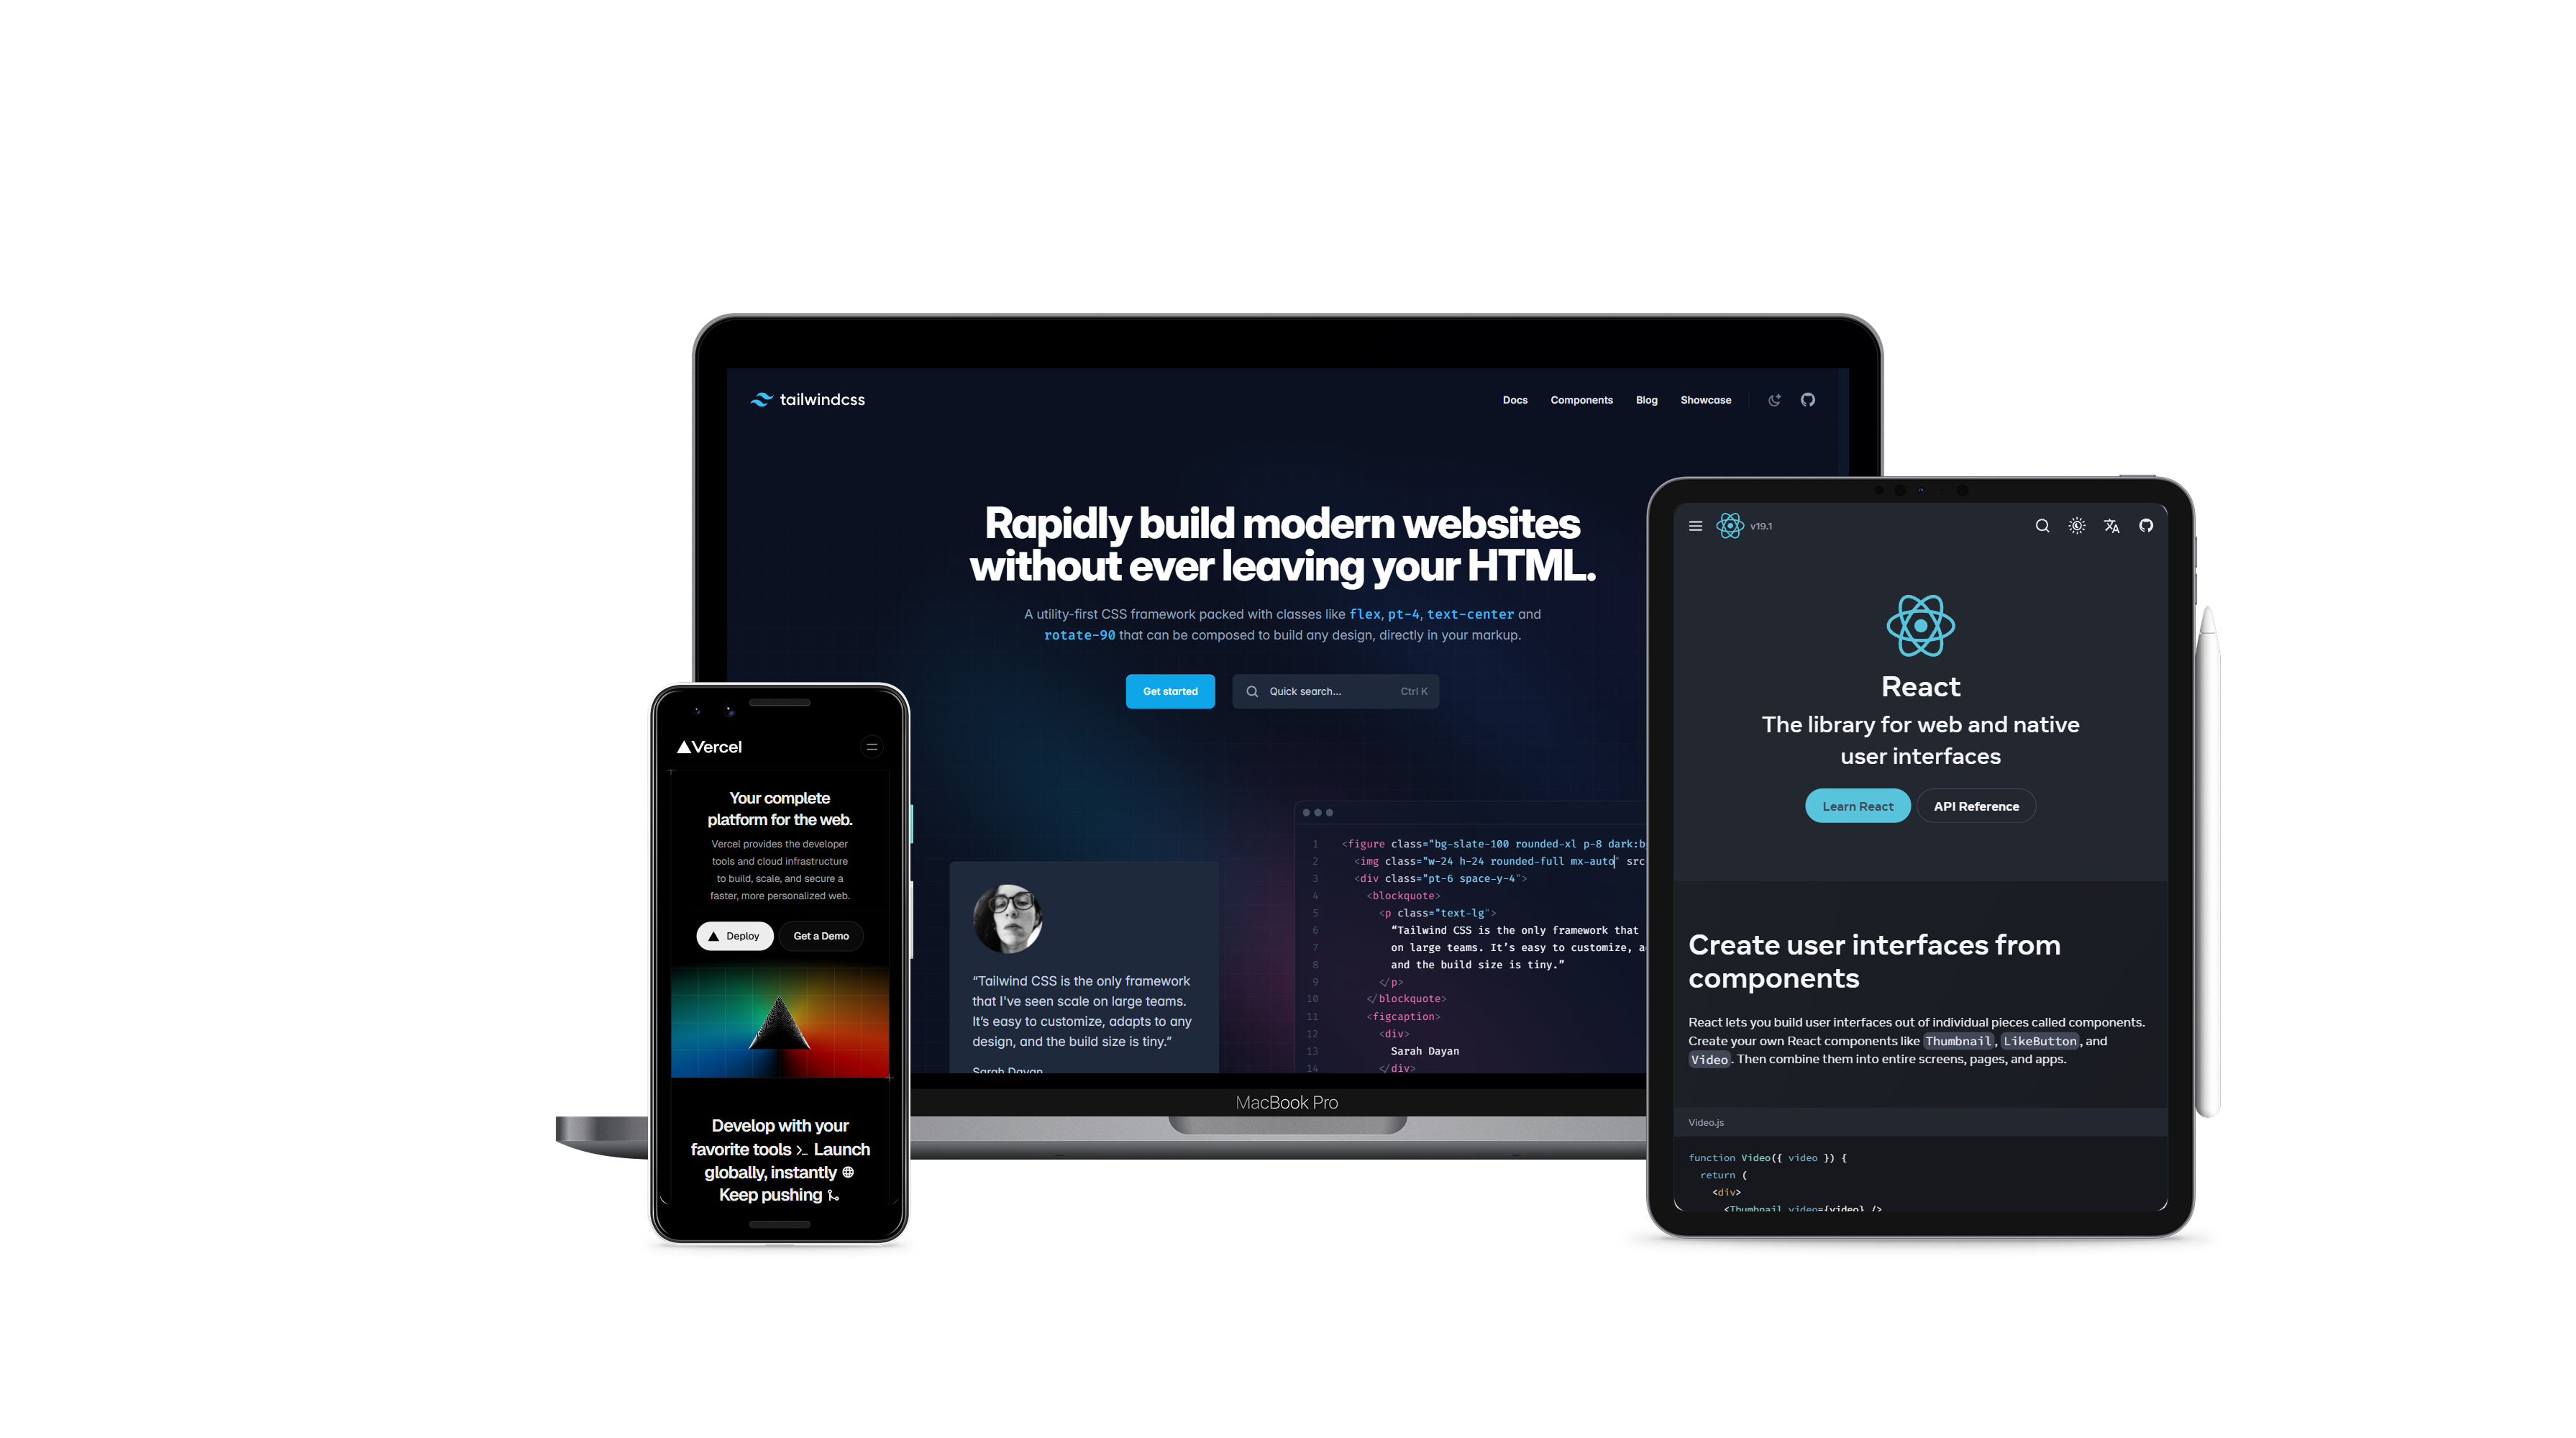 tailwindcss
Docs Components Blog Showcase
Rapidly build modern websites
without ever leaving your HTML.
A utility-first CSS framework packed with classes like flex, pt-4, text-center and
rotate-90 that can be composed to build any design, directly in your markup.
Get started
Quick search... Ctrl K
“Tailwind CSS is the only framework
that I've seen scale on large teams.
It’s easy to customize, adapts to any
design, and the build size is tiny.”
Sarah Dayan
1 <figure class="bg-slate-100 rounded-xl p-8 dark:b
2 <img class="w-24 h-24 rounded-full mx-auto" src
3 <div class="pt-6 space-y-4">
4 <blockquote>
5 <p class="text-lg">
6 “Tailwind CSS is the only framework that
7 on large teams. It’s easy to customize, a
8 and the build size is tiny.”
9 </p>
10 </blockquote>
11 <figcaption>
12 <div>
13 Sarah Dayan
14 </div>
MacBook Pro
Vercel
Your complete
platform for the web.
Vercel provides the developer
tools and cloud infrastructure
to build, scale, and secure a
faster, more personalized web.
Deploy
Get a Demo
Develop with your
favorite tools Launch
globally, instantly
Keep pushing
v19.1
React
The library for web and native
user interfaces
Learn React
API Reference
Create user interfaces from
components
React lets you build user interfaces out of individual pieces called components.
Create your own React components like Thumbnail, LikeButton, and
Video. Then combine them into entire screens, pages, and apps.
Video.js
function Video({ video }) {
return (
<div>
<Thumbnail video={video} />